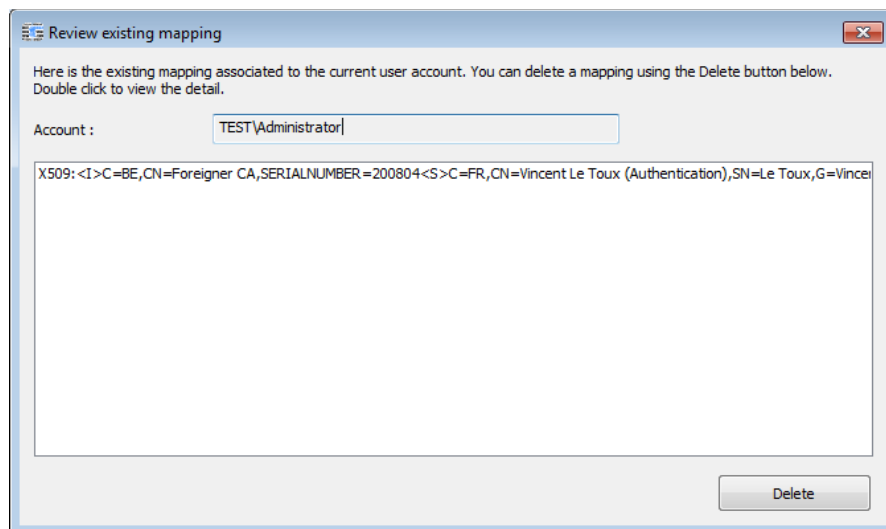 Review existing mapping
Here is the existing mapping associated to the current user account. You can delete a mapping using the Delete button below.
Double click to view the detail.
Account : TEST\Administrator
X509:<I>C=BE,CN=Foreigner CA,SERIALNUMBER=200804<S>C=FR,CN=Vincent Le Toux (Authentication),SN=Le Toux,G=Vince
Delete